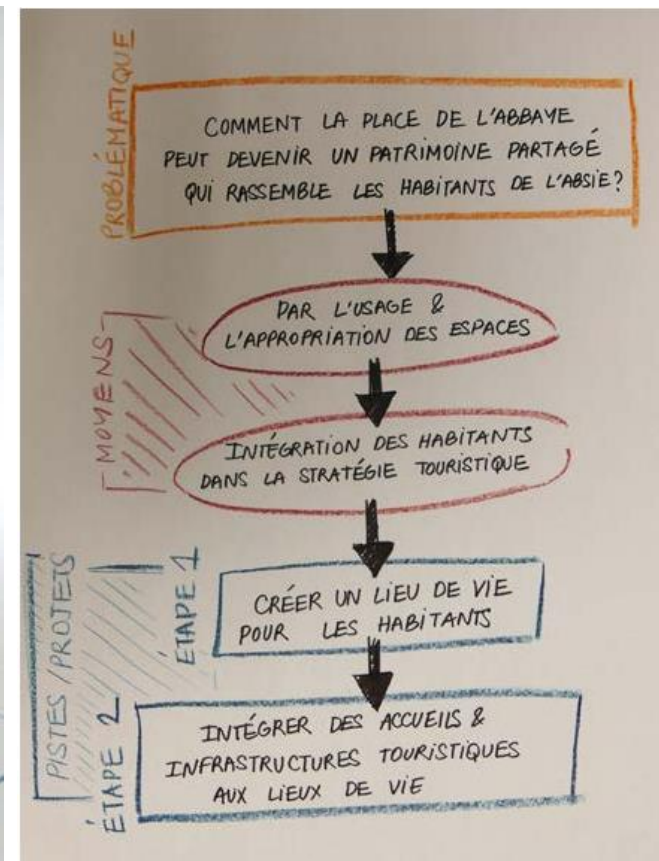 PROBLÉMATIQUE
COMMENT LA PLACE DE L'ABBAYE
PEUT DEVENIR UN PATRIMOINE PARTAGÉ
QUI RASSEMBLE LES HABITANTS DE L'ABSIE?
MOYENS
PAR L'USAGE &
L'APPROPRIATION DES ESPACES
INTÉGRATION DES HABITANTS
DANS LA STRATÉGIE TOURISTIQUE
PISTES / PROJETS
ÉTAPE 1
CRÉER UN LIEU DE VIE
POUR LES HABITANTS
ÉTAPE 2
INTÉGRER DES ACCUEILS &
INFRASTRUCTURES TOURISTIQUES
AUX LIEUX DE VIE